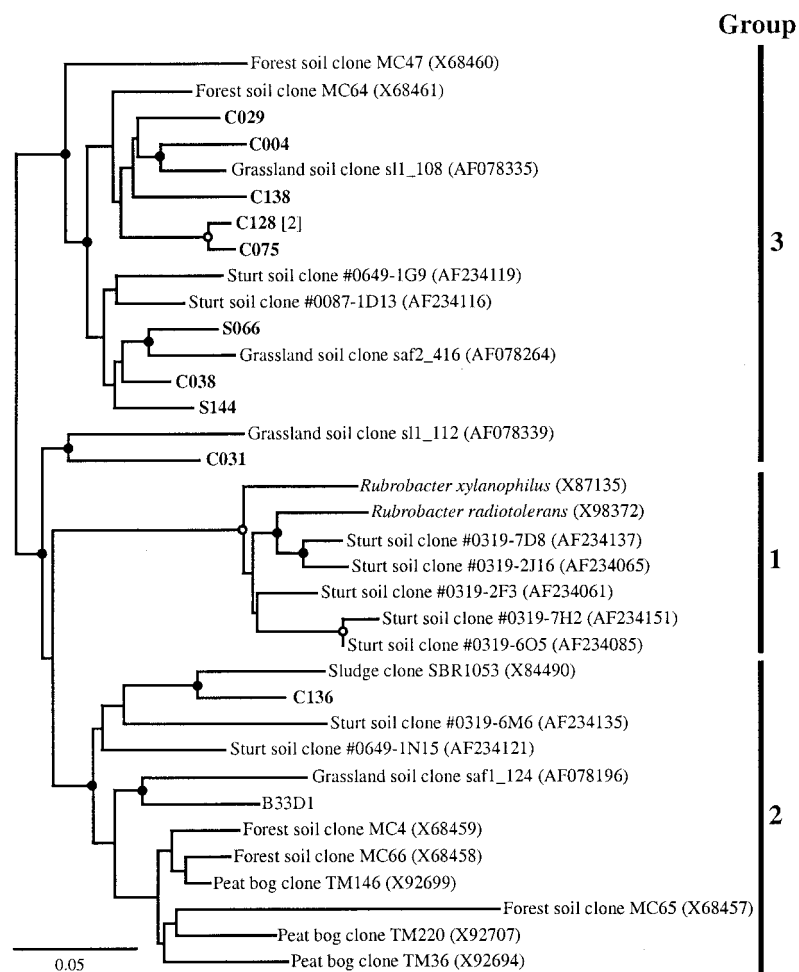 Group
Forest soil clone MC47 (X68460)
Forest soil clone MC64 (X68461)
C029
C004
Grassland soil clone sl1_108 (AF078335)
C138
C128 [2]
C075
3
Sturt soil clone #0649-1G9 (AF234119)
Sturt soil clone #0087-1D13 (AF234116)
S066
Grassland soil clone saf2_416 (AF078264)
C038
S144
Grassland soil clone sl1_112 (AF078339)
C031
Rubrobacter xylanophilus (X87135)
Rubrobacter radiotolerans (X98372)
Sturt soil clone #0319-7D8 (AF234137)
1
Sturt soil clone #0319-2J16 (AF234065)
Sturt soil clone #0319-2F3 (AF234061)
Sturt soil clone #0319-7H2 (AF234151)
Sturt soil clone #0319-6O5 (AF234085)
Sludge clone SBR1053 (X84490)
C136
Sturt soil clone #0319-6M6 (AF234135)
Sturt soil clone #0649-1N15 (AF234121)
Grassland soil clone saf1_124 (AF078196)
B33D1
2
Forest soil clone MC4 (X68459)
Forest soil clone MC66 (X68458)
Peat bog clone TM146 (X92699)
Forest soil clone MC65 (X68457)
Peat bog clone TM220 (X92707)
Peat bog clone TM36 (X92694)
0.05